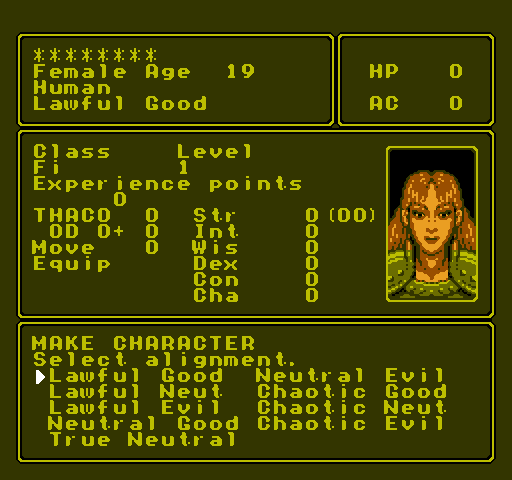 ********
Female Age 19
Human
Lawful Good
HP 0
AC 0
Class Level
Fi 1
Experience points
0
THACO 0 Str 0(00)
OD 0+ 0 Int 0
Move 0 Wis 0
Equip Dex 0
Con 0
Cha 0
MAKE CHARACTER
Select alignment.
Lawful Good Neutral Evil
Lawful Neut Chaotic Good
Lawful Evil Chaotic Neut
Neutral Good Chaotic Evil
True Neutral